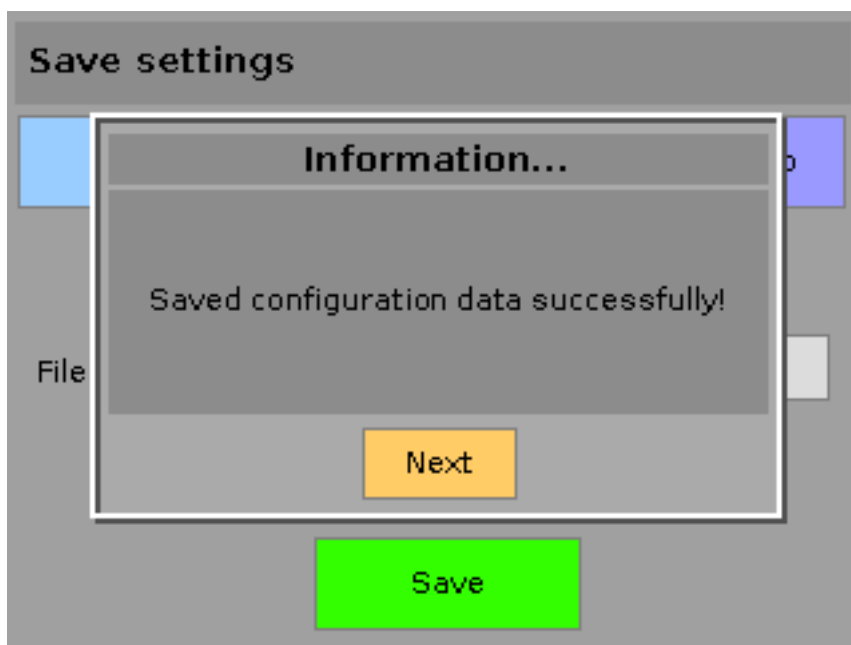 Save settings
Information...
Saved configuration data successfully!
File
Next
Save